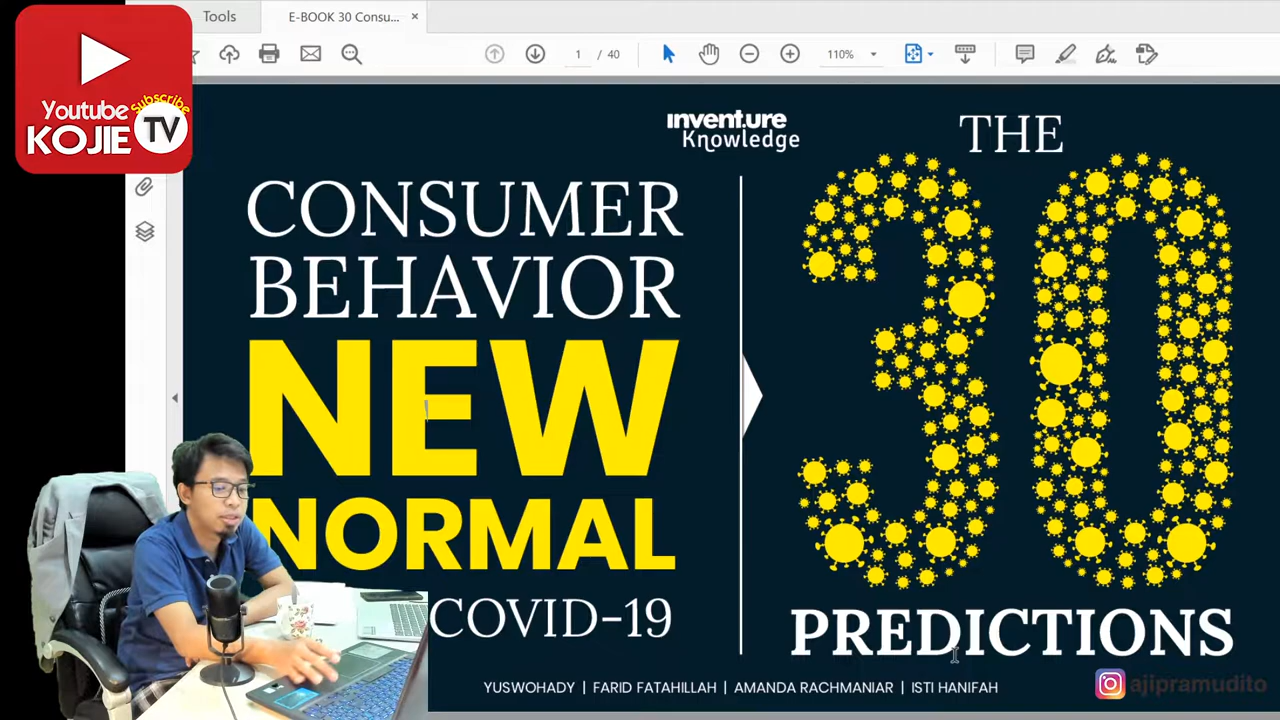 Tools
E-BOOK 30 Consu... ×
1 / 40
110%
Youtube
Subscribe
KOJIE TV
inventure
Knowledge
CONSUMER
BEHAVIOR
NEW
NORMAL
COVID-19
THE
30
PREDICTIONS
YUSWOHADY | FARID FATAHILLAH | AMANDA RACHMANIAR | ISTI HANIFAH
ajipramudito